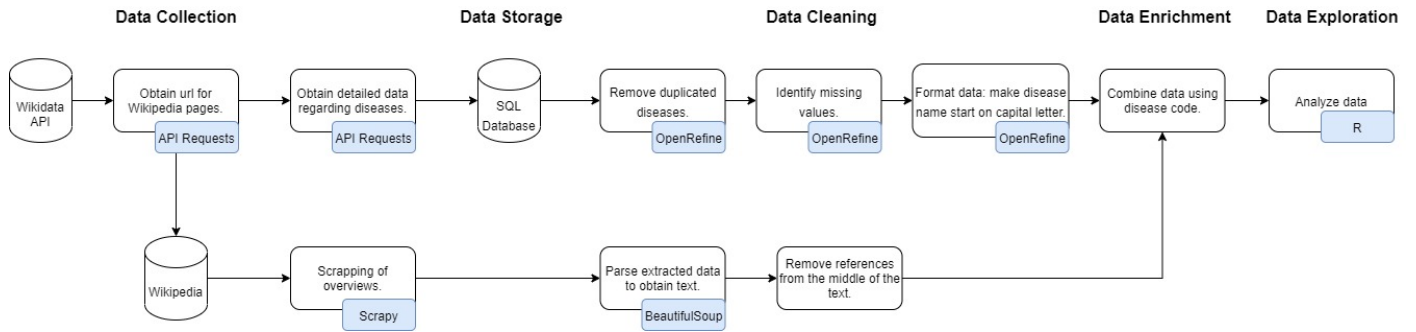 Data Collection
Data Storage
Data Cleaning
Data Enrichment
Data Exploration
Wikidata
API
Obtain url for
Wikipedia pages.
API Requests
Obtain detailed data
regarding diseases.
API Requests
SQL
Database
Remove duplicated
diseases.
OpenRefine
Identify missing
values.
OpenRefine
Format data: make disease
name start on capital letter.
OpenRefine
Combine data using
disease code.
Analyze data
R
Wikipedia
Scrapping of
overviews.
Scrapy
Parse extracted data
to obtain text.
BeautifulSoup
Remove references
from the middle of the
text.